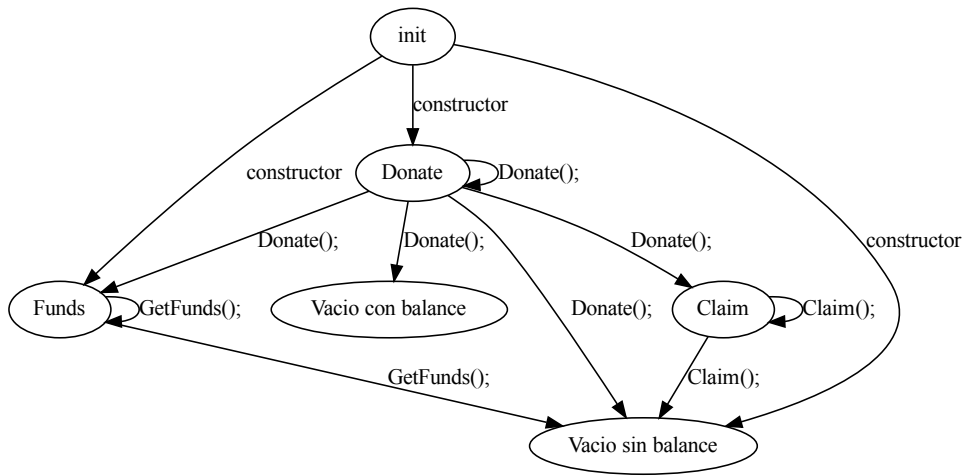 init
constructor
constructor
Donate
Donate();
constructor
Donate();
Donate();
Donate();
Funds
GetFunds();
Vacio con balance
Donate();
Claim
Claim();
GetFunds();
Claim();
Vacio sin balance